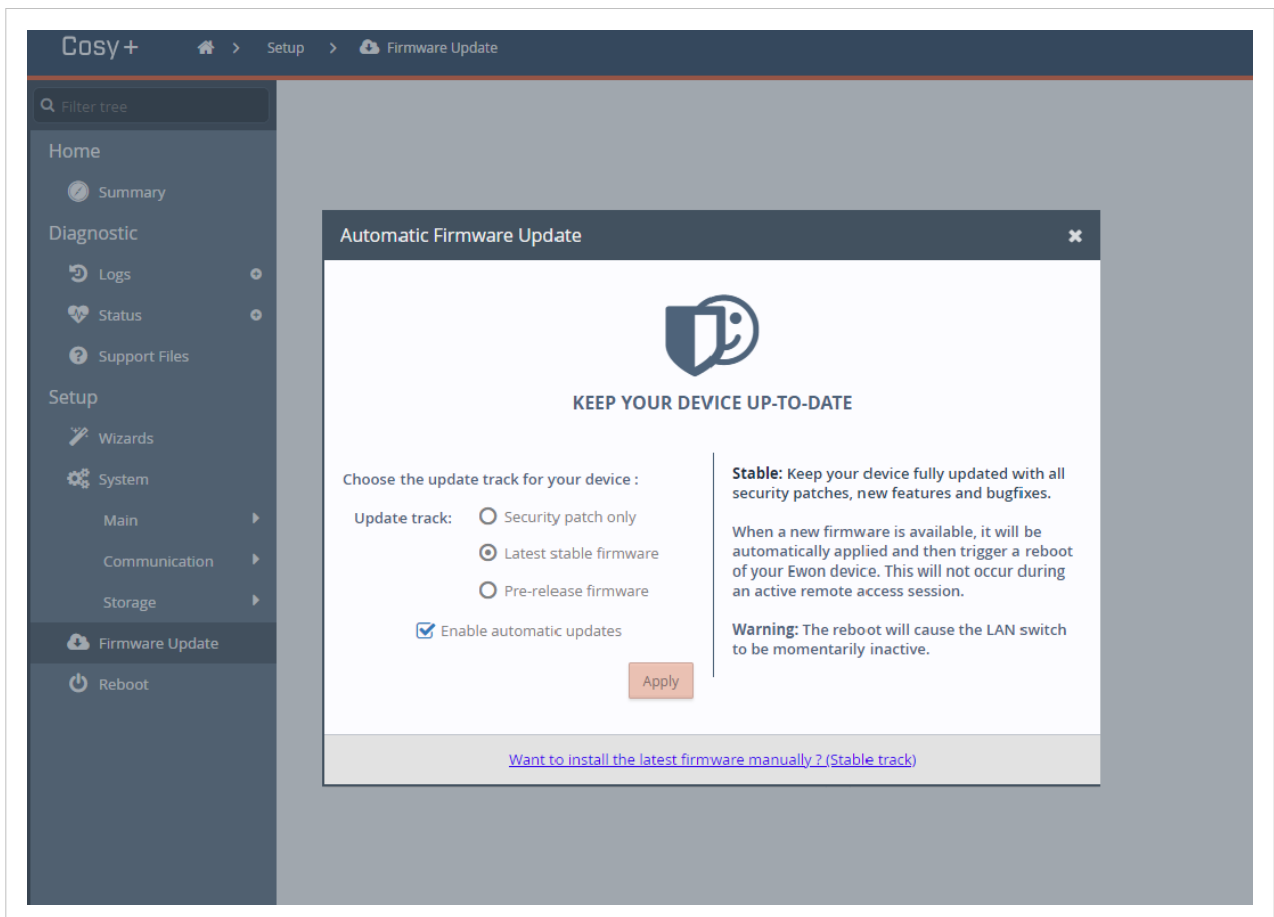 Cosy+ > Setup > Firmware Update
Filter tree
Home
Summary
Diagnostic
Logs
Status
Support Files
Setup
Wizards
System
Main
Communication
Storage
Firmware Update
Reboot
Automatic Firmware Update
KEEP YOUR DEVICE UP-TO-DATE
Choose the update track for your device :
Update track:
Security patch only
Latest stable firmware
Pre-release firmware
Enable automatic updates
Apply
Stable: Keep your device fully updated with all
security patches, new features and bugfixes.
When a new firmware is available, it will be
automatically applied and then trigger a reboot
of your Ewon device. This will not occur during
an active remote access session.
Warning: The reboot will cause the LAN switch
to be momentarily inactive.
Want to install the latest firmware manually ? (Stable track)